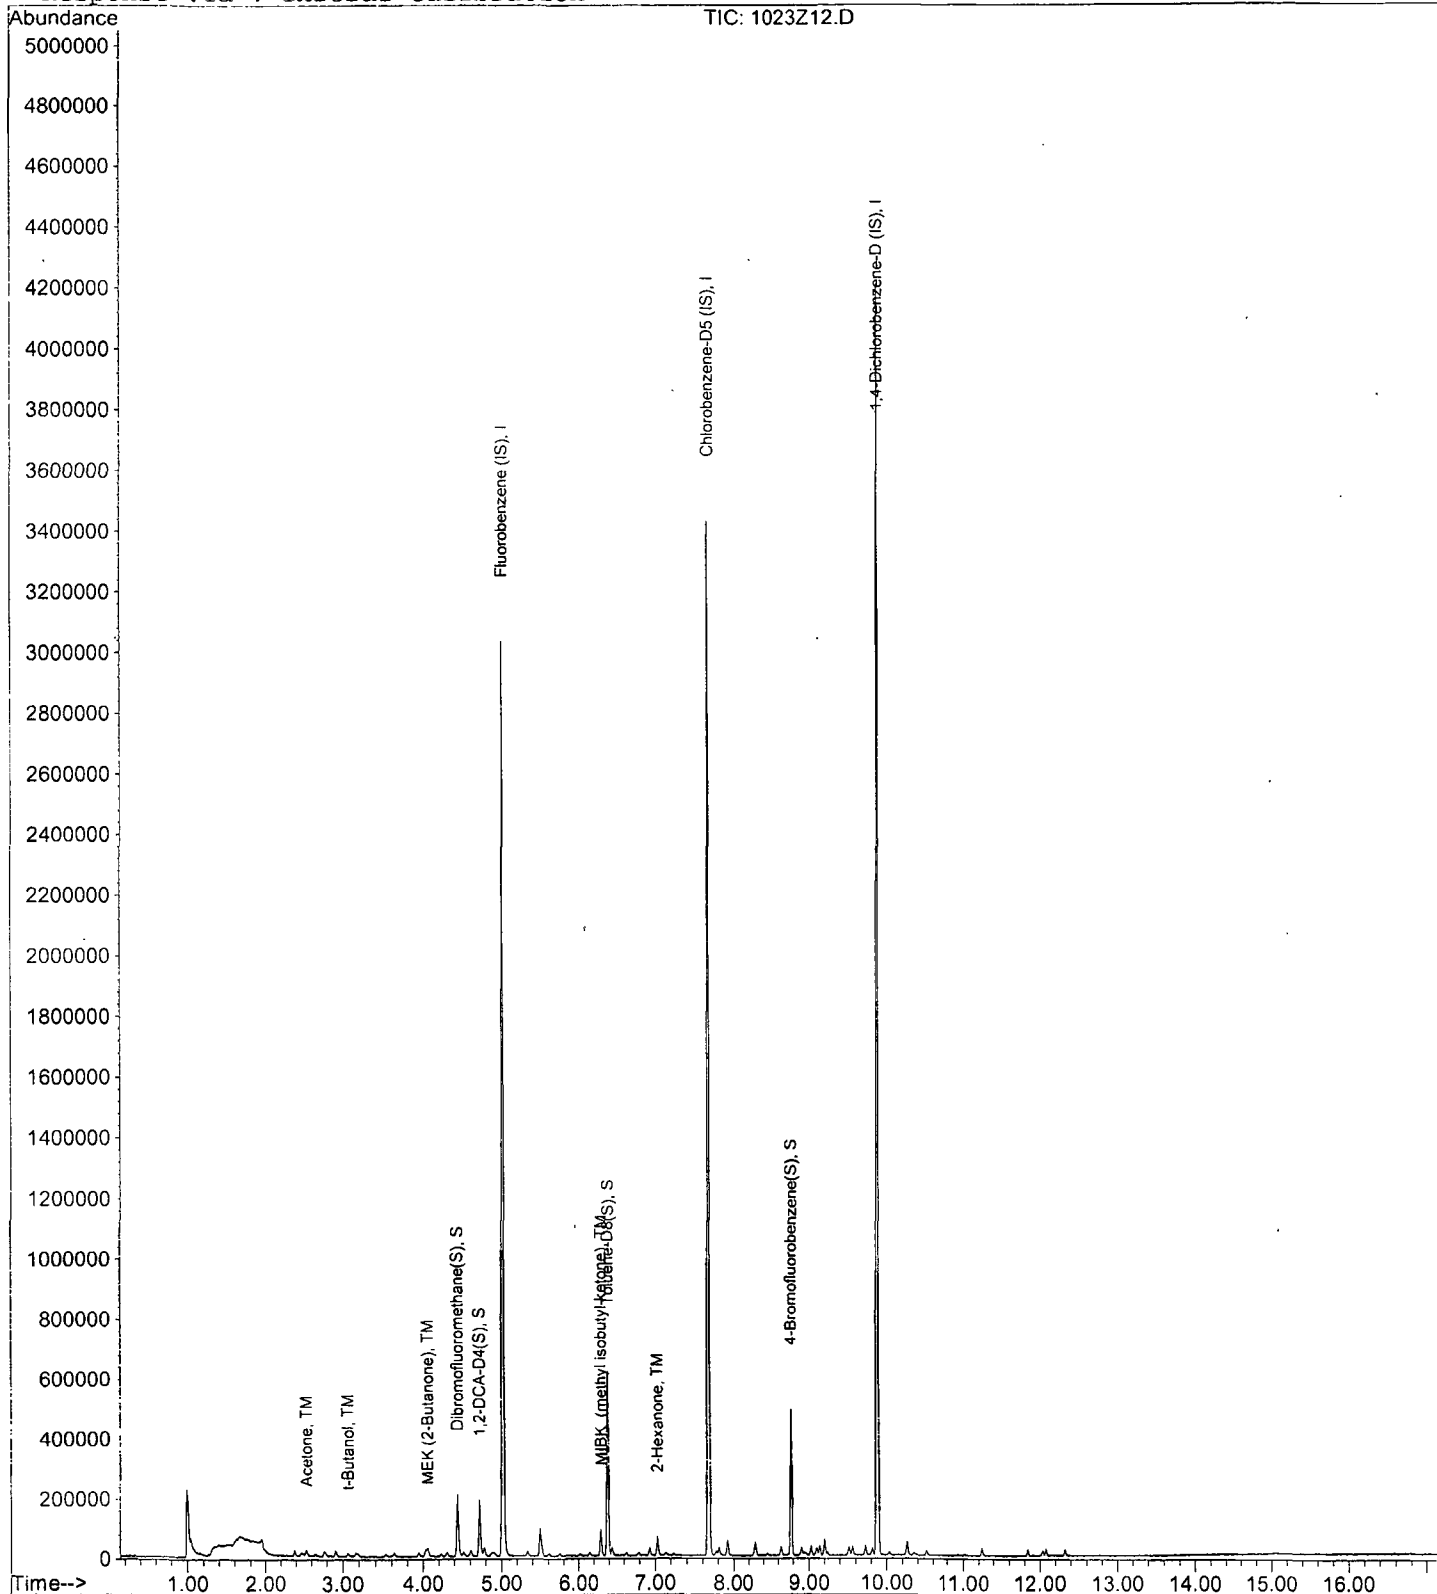 Abundance
TIC: 1023Z12.D
5000000
4800000
4600000
4400000
4200000
4000000
3800000
3600000
3400000
3200000
3000000
2800000
2600000
2400000
2200000
2000000
1800000
1600000
1400000
1200000
1000000
800000
600000
400000
200000
0
Acetone, TM
t-Butanol, TM
MEK (2-Butanone), TM
Dibromofluoromethane(S), S
1,2-DCA-D4(S), S
Fluorobenzene (IS), I
MIBK (methyl isobutyl ketone), TM
Toluene-D8(S), S
2-Hexanone, TM
Chlorobenzene-D5 (IS), I
4-Bromofluorobenzene(S), S
1,4-Dichlorobenzene-D (IS), I
Time-->
1.00 2.00 3.00 4.00 5.00 6.00 7.00 8.00 9.00 10.00 11.00 12.00 13.00 14.00 15.00 16.00